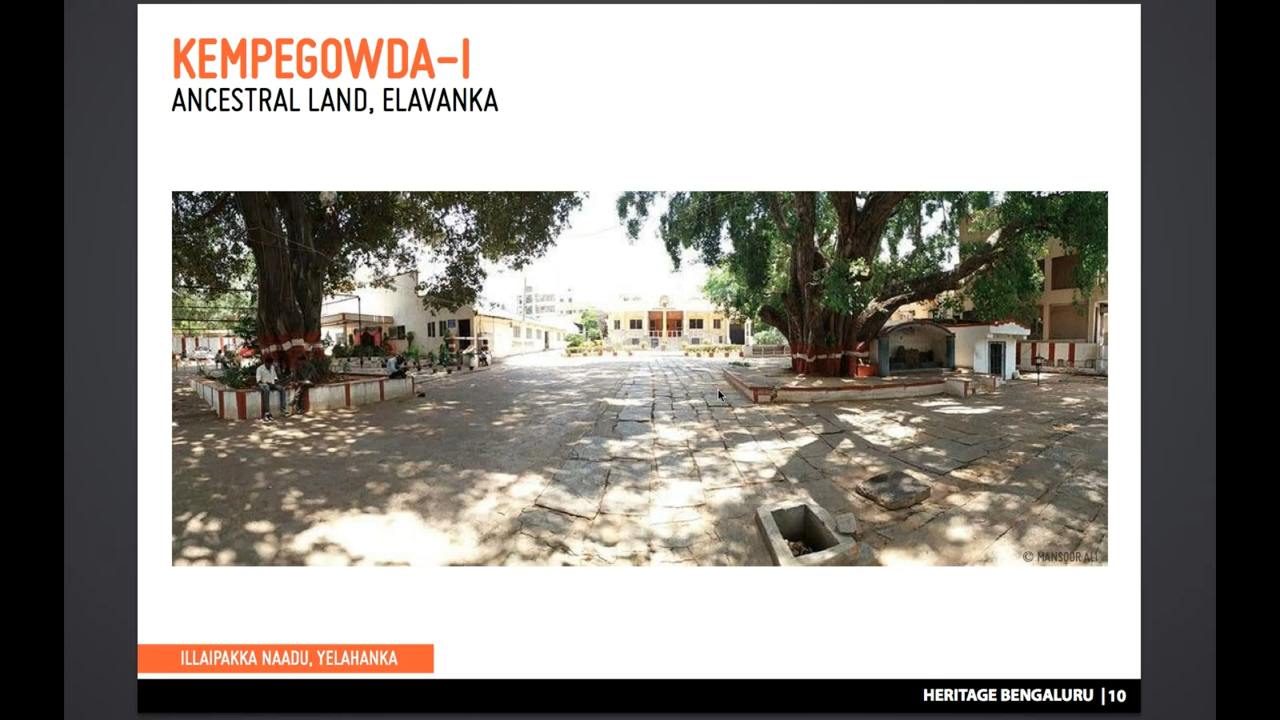 KEMPEGOWDA-I
ANCESTRAL LAND, ELAVANKA
© MANSOOR ALI
ILLAIPAKKA NAADU, YELAHANKA
HERITAGE BENGALURU | 10